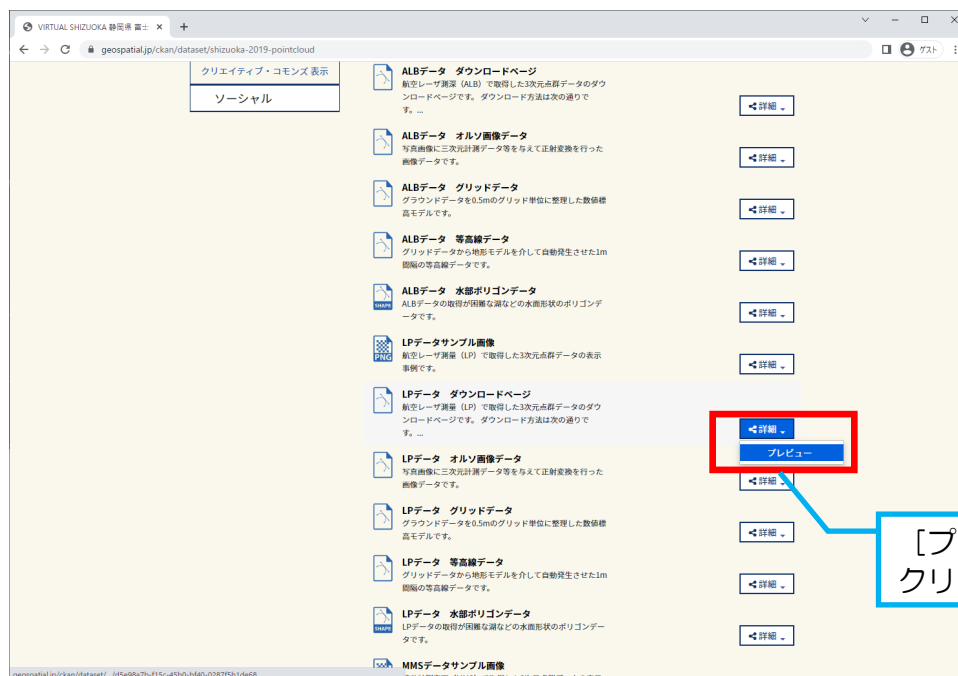 VIRTUAL SHIZUOKA 静岡県 富士
geospatial.jp/ckan/dataset/shizuoka-2019-pointcloud
ゲスト
クリエイティブ・コモンズ 表示
ソーシャル
ALBデータ　ダウンロードページ
航空レーザ測深（ALB）で取得した3次元点群データのダウ
ンロードページです。 ダウンロード方法は次の通りで
す。...
詳細
ALBデータ　オルソ画像データ
写真画像に三次元計測データ等を与えて正射変換を行った
画像データです。
詳細
ALBデータ　グリッドデータ
グラウンドデータを0.5mのグリッド単位に整理した数値標
高モデルです。
詳細
ALBデータ　等高線データ
グリッドデータから地形モデルを介して自動発生させた1m
間隔の等高線データです。
詳細
SHAPE
ALBデータ　水部ポリゴンデータ
ALBデータの取得が困難な湖などの水面形状のポリゴンデ
ータです。
詳細
PNG
LPデータサンプル画像
航空レーザ測量（LP）で取得した3次元点群データの表示
事例です。
詳細
LPデータ　ダウンロードページ
航空レーザ測量（LP）で取得した3次元点群データのダウ
ンロードページです。 ダウンロード方法は次の通りで
す。...
詳細
プレビュー
LPデータ　オルソ画像データ
写真画像に三次元計測データ等を与えて正射変換を行った
画像データです。
詳細
LPデータ　グリッドデータ
グラウンドデータを0.5mのグリッド単位に整理した数値標
高モデルです。
詳細
［プ
クリ
LPデータ　等高線データ
グリッドデータから地形モデルを介して自動発生させた1m
間隔の等高線データです。
詳細
SHAPE
LPデータ　水部ポリゴンデータ
LPデータの取得が困難な湖などの水面形状のポリゴンデー
タです。
詳細
MMSデータサンプル画像